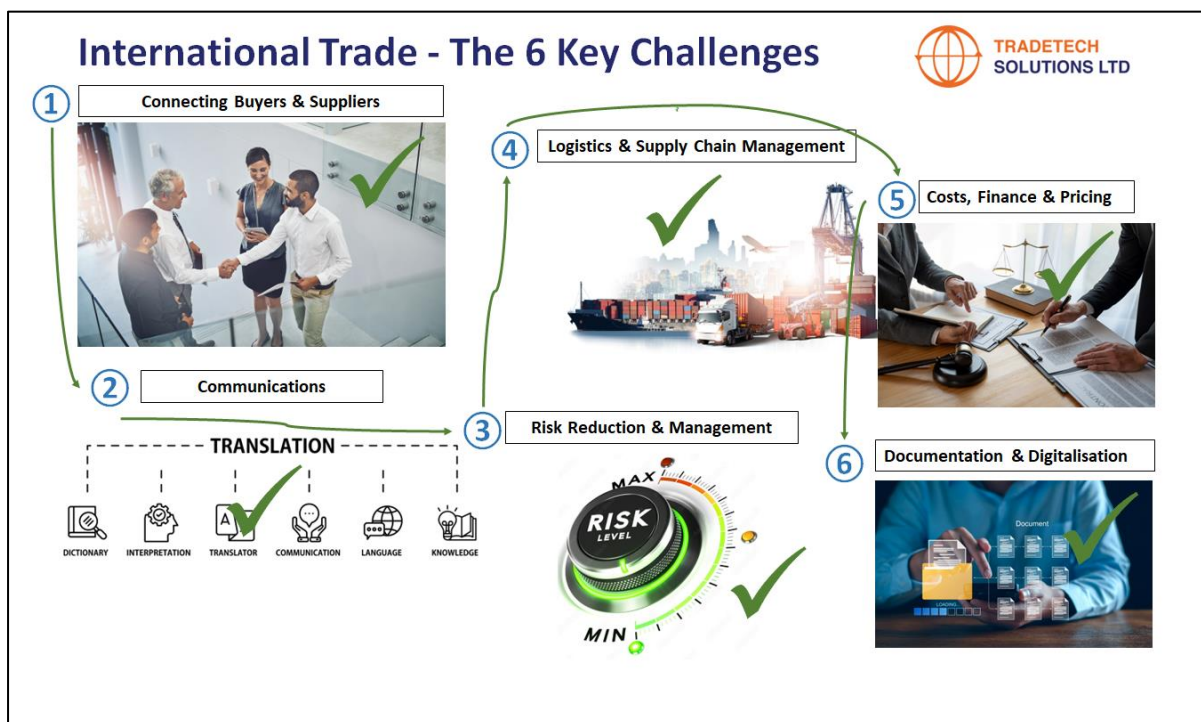 International Trade - The 6 Key Challenges
TRADETECH
SOLUTIONS LTD
1
Connecting Buyers & Suppliers
2
Communications
TRANSLATION
A
DICTIONARY
INTERPRETATION
TRANSLATOR
COMMUNICATION
LANGUAGE
KNOWLEDGE
3
Risk Reduction & Management
MAX
RISK
LEVEL
MIN
4
Logistics & Supply Chain Management
5
Costs, Finance & Pricing
6
Documentation & Digitalisation
Document
LOADING...